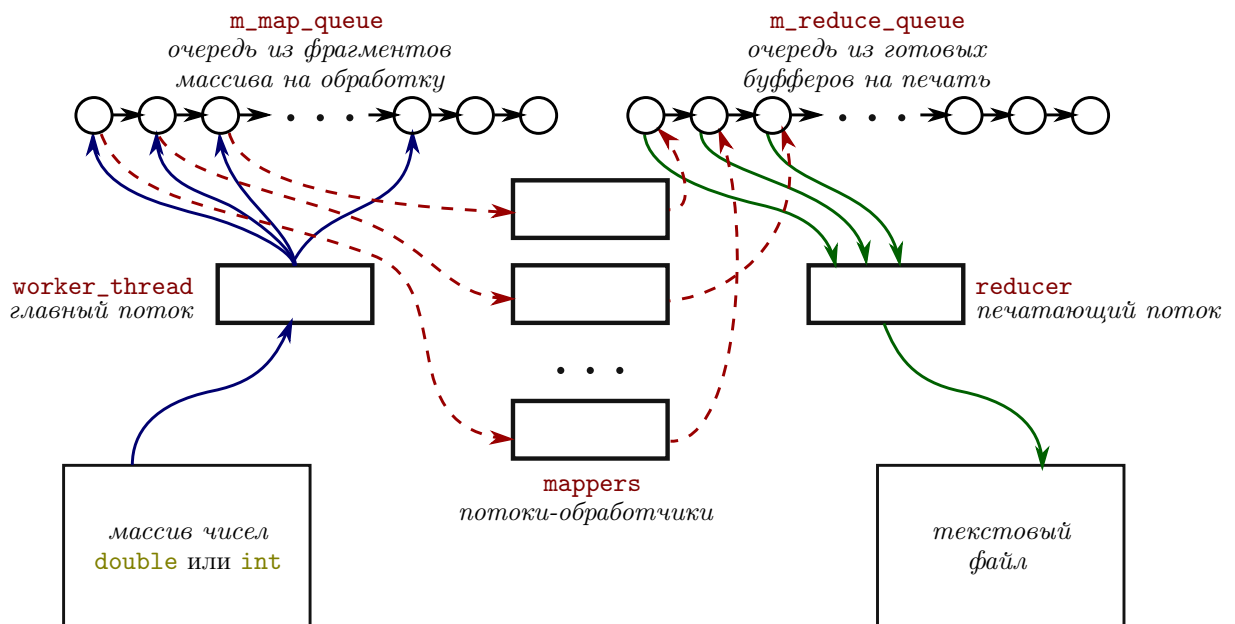 m_map_queue
очередь из фрагментов
массива на обработку
m_reduce_queue
очередь из готовых
буфферов на печать
worker_thread
главный поток
reducer
печатающий поток
mappers
потоки-обработчики
массив чисел
double или int
текстовый
файл